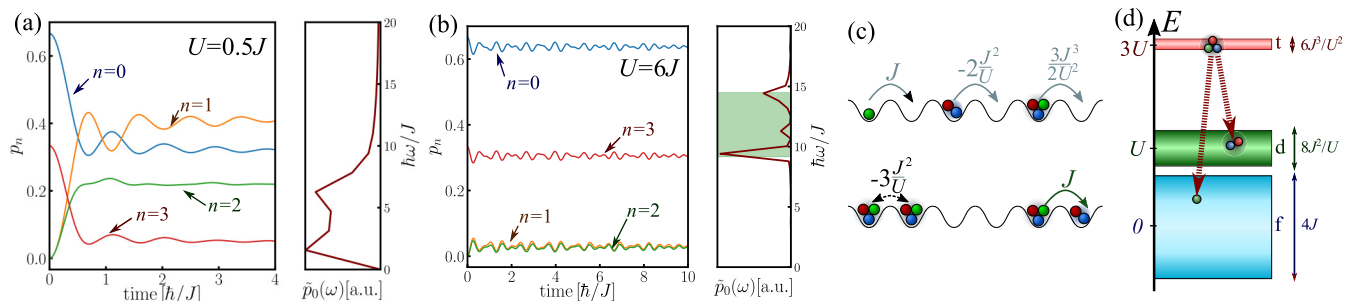 (a)
U=0.5J
n=0
n=1
n=2
n=3
p_n
0.6
0.4
0.2
0.0
0 1 2 3 4
time [ħ/J]
20
15
10
5
0
ħω/J
p̃₀(ω)[a.u.]
(b)
U=6J
n=0
n=3
n=1
n=2
p_n
0.6
0.4
0.2
0.0
0 2 4 6 8 10
time [ħ/J]
20
15
10
5
0
ħω/J
p̃₀(ω)[a.u.]
(c)
J
-2J²/U
3J³/2U²
-3J²/U
J
(d)
E
3U
t
6J³/U²
U
d
8J²/U
0
f
4J